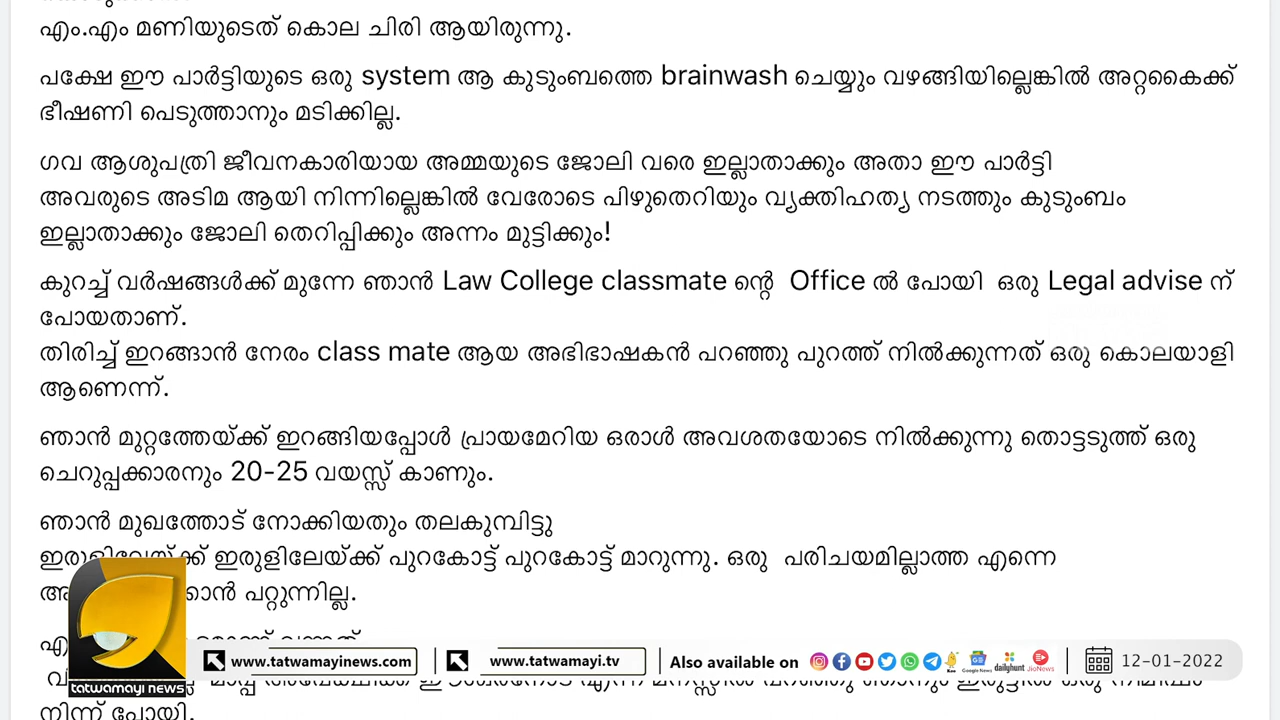 എം.എം മണിയുടെത് കൊല ചിരി ആയിരുന്നു.
പക്ഷേ ഈ പാർട്ടിയുടെ ഒരു system ആ കുടുംബത്തെ brainwash ചെയ്യും വഴങ്ങിയില്ലെങ്കിൽ അറ്റകൈക്ക്
ഭീഷണി പെടുത്താനും മടിക്കില്ല.
ഗവ ആശുപത്രി ജീവനകാരിയായ അമ്മയുടെ ജോലി വരെ ഇല്ലാതാക്കും അതാ ഈ പാർട്ടി
അവരുടെ അടിമ ആയി നിന്നില്ലെങ്കിൽ വേരോടെ പിഴുതെറിയും വ്യക്തിഹത്യ നടത്തും കുടുംബം
ഇല്ലാതാക്കും ജോലി തെറിപ്പിക്കും അന്നം മുട്ടിക്കും!
കുറച്ച് വർഷങ്ങൾക്ക് മുന്നേ ഞാൻ Law College classmate ന്റെ Office ൽ പോയി ഒരു Legal advise ന്
പോയതാണ്.
തിരിച്ച് ഇറങ്ങാൻ നേരം class mate ആയ അഭിഭാഷകൻ പറഞ്ഞു പുറത്ത് നിൽക്കുന്നത് ഒരു കൊലയാളി
ആണെന്ന്.
ഞാൻ മുറ്റത്തേയ്ക്ക് ഇറങ്ങിയപ്പോൾ പ്രായമേറിയ ഒരാൾ അവശതയോടെ നിൽക്കുന്നു തൊട്ടടുത്ത് ഒരു
ചെറുപ്പക്കാരനും 20-25 വയസ്സ് കാണും.
ഞാൻ മുഖത്തോട് നോക്കിയതും തലകുമ്പിട്ടു
ഇരുളിലേയ്ക്ക് ഇരുളിലേയ്ക്ക് പുറകോട്ട് പുറകോട്ട് മാറുന്നു. ഒരു പരിചയമില്ലാത്ത എന്നെ
പറ്റുന്നില്ല.
നിന്ന് പോയി.
tatwamayi news
www.tatwamayinews.com
www.tatwamayi.tv
Also available on
Google News
dailyhunt
JioNews
12-01-2022